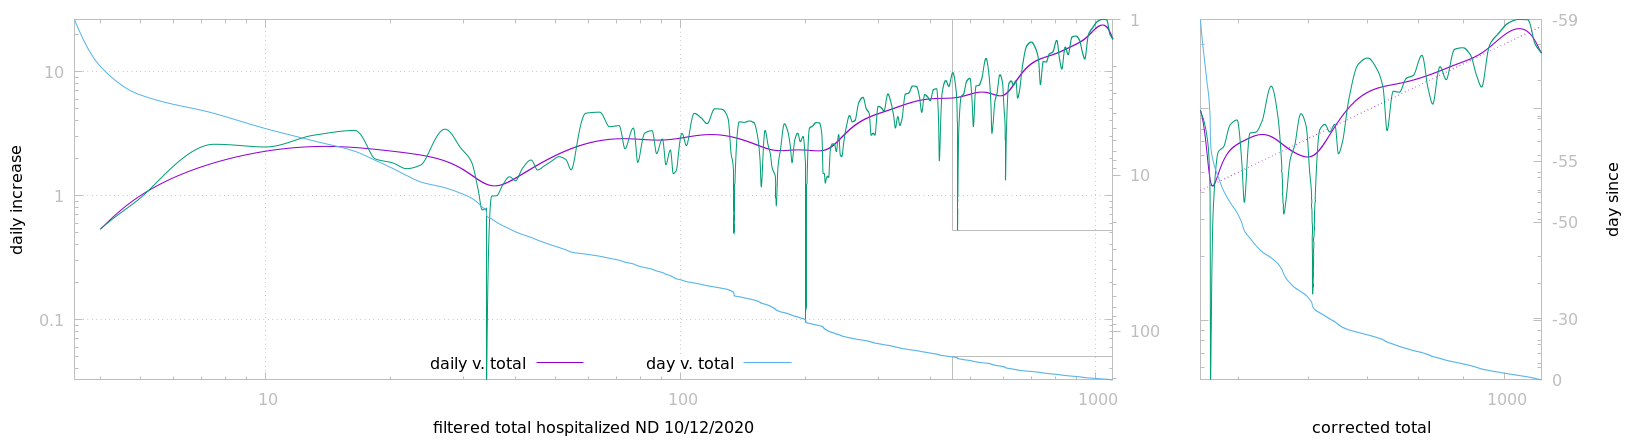 daily increase
10
1
0.1
daily v. total
day v. total
10
100
1000
filtered total hospitalized ND 10/12/2020
1
10
100
-59
-55
-50
-30
0
day since
1000
corrected total